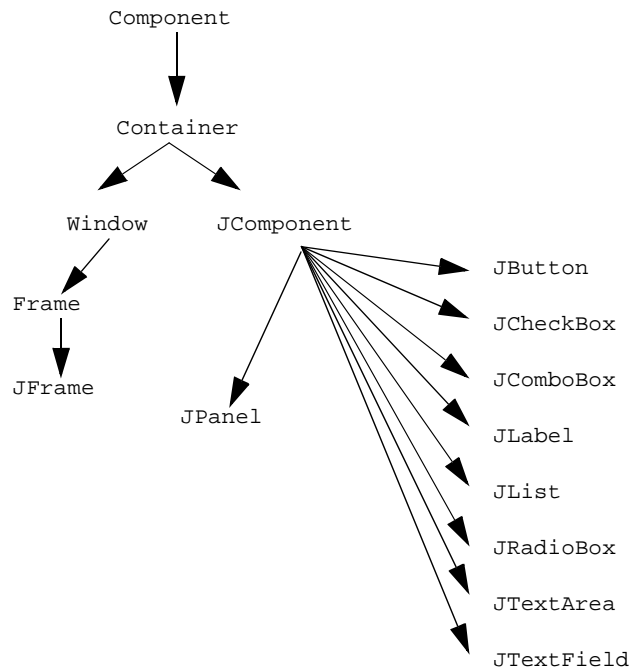 Component
Container
Window
JComponent
JButton
Frame
JCheckBox
JComboBox
JFrame
JPanel
JLabel
JList
JRadioBox
JTextArea
JTextField